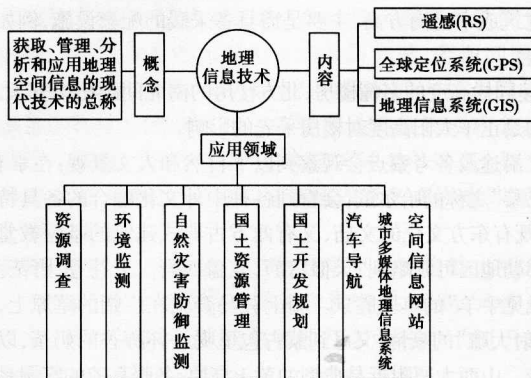 获取、管理、分
析和应用地理
空间信息的现
代技术的总称
概念
地理
信息技术
内容
遥感(RS)
全球定位系统(GPS)
地理信息系统(GIS)
应用领域
资源调查
环境监测
自然灾害防御监测
国土资源管理
国土开发规划
汽车导航
城市多媒体地理信息系统
空间信息网站